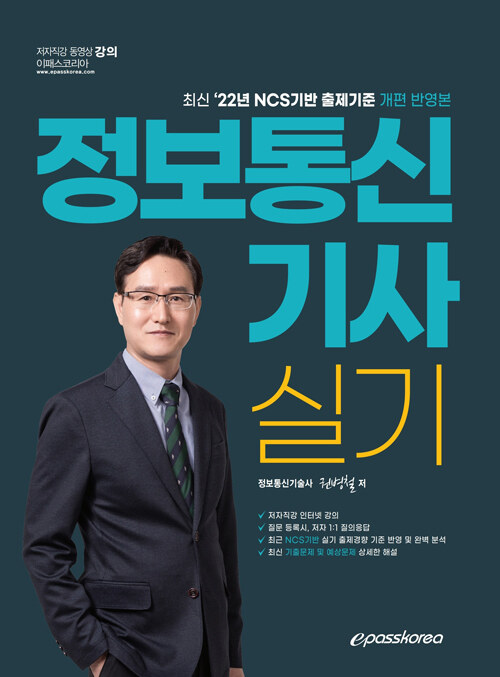 저자직강 동영상 강의
이패스코리아
www.epasskorea.com
최신 '22년 NCS기반 출제기준 개편 반영본
정보통신
기사
실기
정보통신기술사 권병철 저
✓ 저자직강 인터넷 강의
✓ 질문 등록시, 저자 1:1 질의응답
✓ 최근 NCS기반 실기 출제경향 기준 반영 및 완벽 분석
✓ 최신 기출문제 및 예상문제 상세한 해설
epasskorea